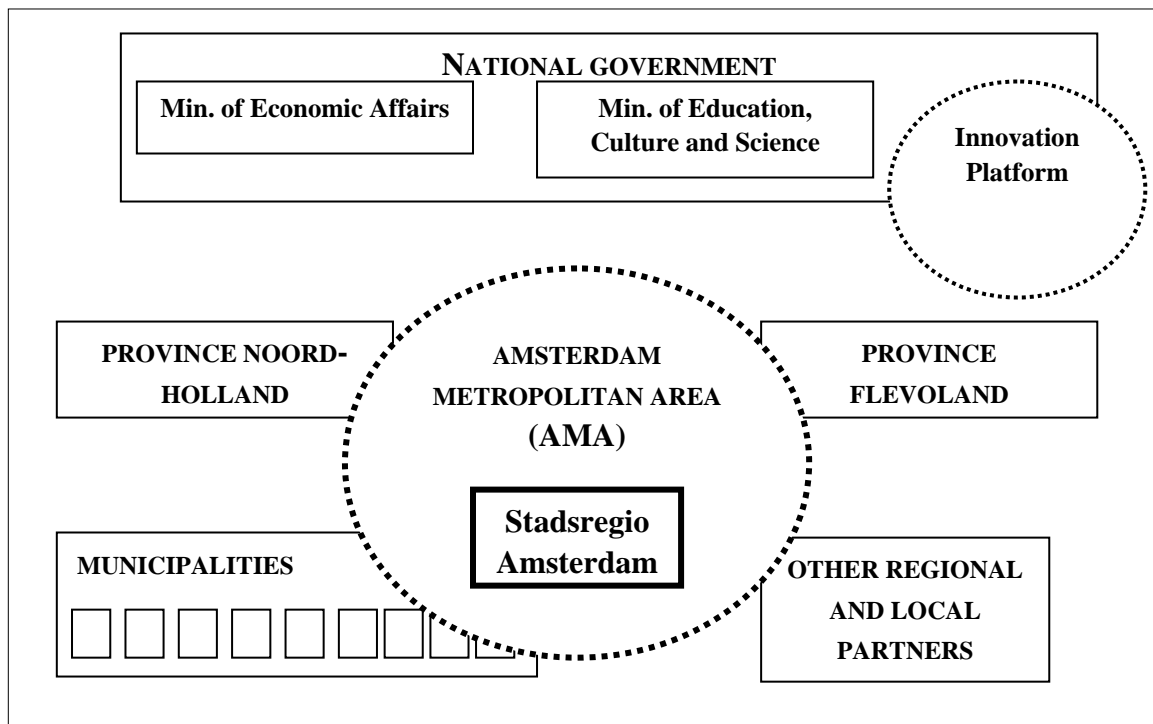 NATIONAL GOVERNMENT
Min. of Economic Affairs
Min. of Education,
Culture and Science
Innovation
Platform
PROVINCE NOORD-
HOLLAND
AMSTERDAM
METROPOLITAN AREA
(AMA)
PROVINCE
FLEVOLAND
Stadsregio
Amsterdam
MUNICIPALITIES
OTHER REGIONAL
AND LOCAL
PARTNERS